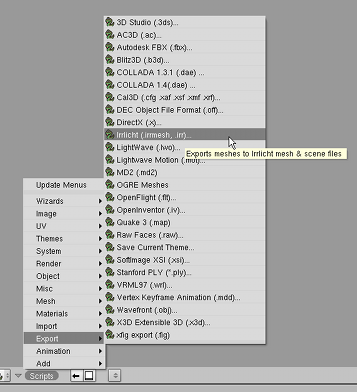 3D Studio (.3ds)...
AC3D (.ac)...
Autodesk FBX (.fbx)...
Blitz3D (.b3d)...
COLLADA 1.3.1 (.dae) ...
COLLADA 1.4(.dae) ...
Cal3D (.cfg .xaf .xsf .xmf .xrf)...
DEC Object File Format (.off)...
DirectX (.x)...
Irrlicht (.irrmesh, .irr)...
LightWave (.lwo)...
Exports meshes to Irrlicht mesh & scene files
Lightwave Motion (.mot)...
MD2 (.md2)
OGRE Meshes
OpenFlight (.flt)...
OpenInventor (.iv)...
Quake 3 (.map)
Raw Faces (.raw)...
Save Current Theme...
SoftImage XSI (.xsi)...
Stanford PLY (*.ply)...
VRML97 (.wrl)...
Vertex Keyframe Animation (.mdd)...
Wavefront (.obj)...
X3D Extensible 3D (.x3d)...
xfig export (.fig)
Update Menus
Wizards
Image
UV
Themes
System
Render
Object
Misc
Mesh
Materials
Import
Export
Animation
Add
Scripts